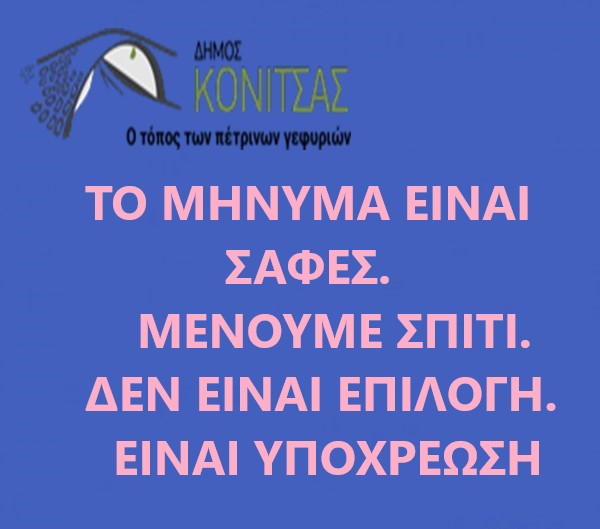 ΔΗΜΟΣ
ΚΟΝΙΤΣΑΣ
Ο τόπος των πέτρινων γεφυριών
ΤΟ ΜΗΝΥΜΑ ΕΙΝΑΙ
ΣΑΦΕΣ.
ΜΕΝΟΥΜΕ ΣΠΙΤΙ.
ΔΕΝ ΕΙΝΑΙ ΕΠΙΛΟΓΗ.
ΕΙΝΑΙ ΥΠΟΧΡΕΩΣΗ